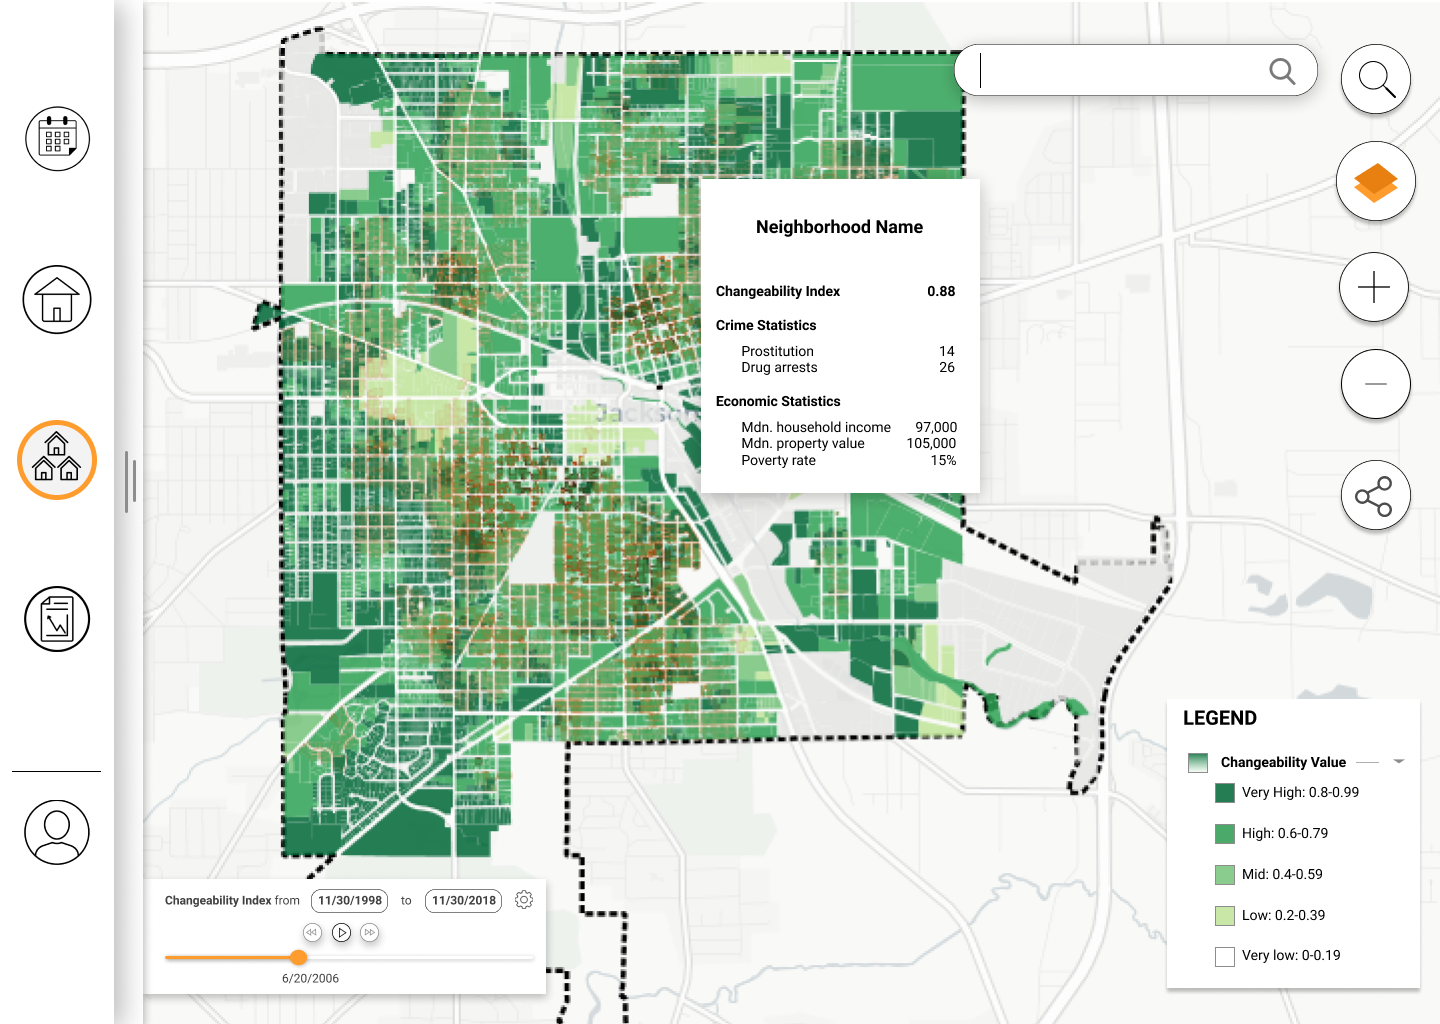 Neighborhood Name
Changeability Index 0.88
Crime Statistics
Prostitution 14
Drug arrests 26
Economic Statistics
Mdn. household income 97,000
Mdn. property value 105,000
Poverty rate 15%
LEGEND
Changeability Value
Very High: 0.8-0.99
High: 0.6-0.79
Mid: 0.4-0.59
Low: 0.2-0.39
Very low: 0-0.19
Changeability Index from 11/30/1998 to 11/30/2018
6/20/2006